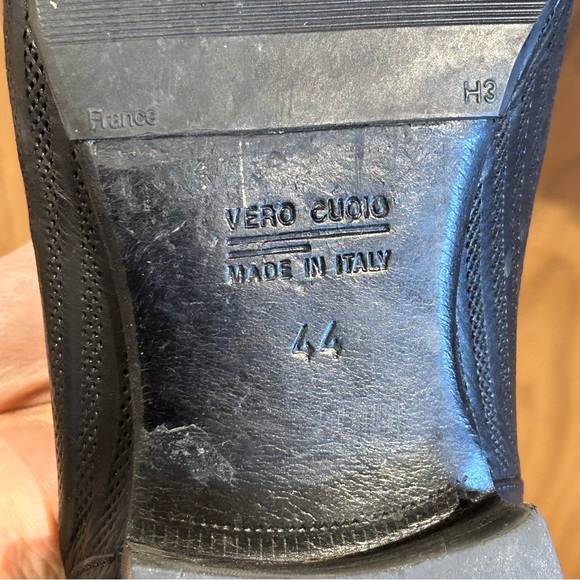 France H3
VERO CUOIO
MADE IN ITALY
44